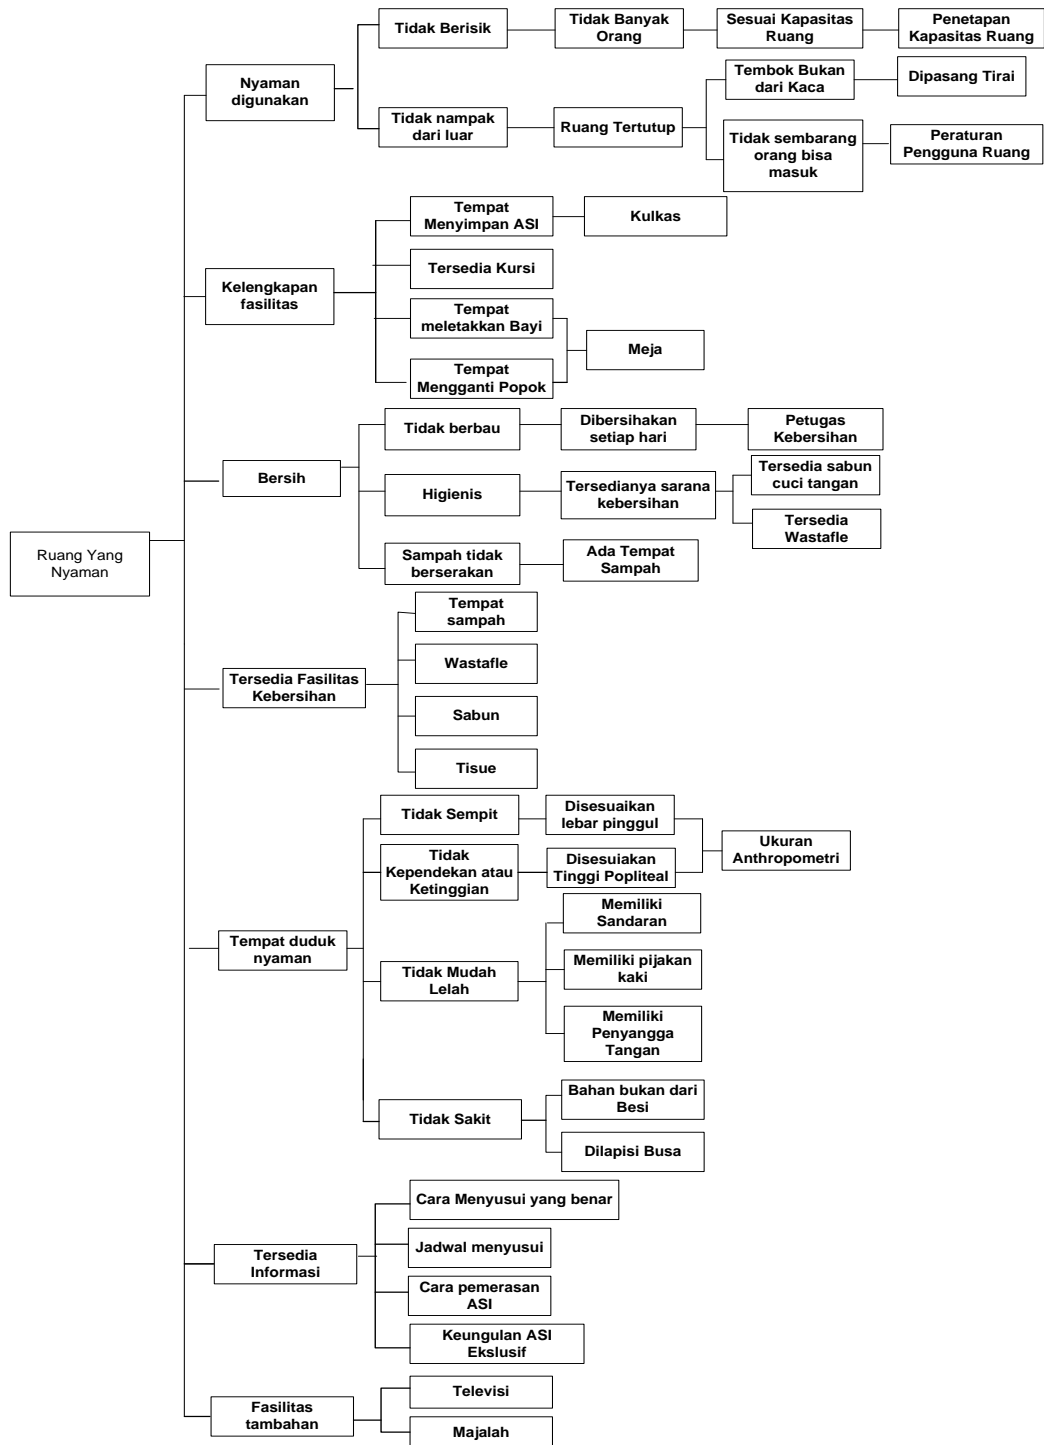 Tidak Berisik
Tidak Banyak
Orang
Sesuai Kapasitas
Ruang
Penetapan
Kapasitas Ruang
Nyaman
digunakan
Tidak nampak
dari luar
Ruang Tertutup
Tembok Bukan
dari Kaca
Dipasang Tirai
Tidak sembarang
orang bisa
masuk
Peraturan
Pengguna Ruang
Kelengkapan
fasilitas
Tempat
Menyimpan ASI
Kulkas
Tersedia Kursi
Tempat
meletakkan Bayi
Tempat
Mengganti Popok
Meja
Bersih
Tidak berbau
Dibersihakan
setiap hari
Petugas
Kebersihan
Higienis
Tersedianya sarana
kebersihan
Tersedia sabun
cuci tangan
Tersedia
Wastafle
Sampah tidak
berserakan
Ada Tempat
Sampah
Ruang Yang
Nyaman
Tersedia Fasilitas
Kebersihan
Tempat
sampah
Wastafle
Sabun
Tisue
Tempat duduk
nyaman
Tidak Sempit
Disesuaikan
lebar pinggul
Tidak
Kependekan atau
Ketinggian
Disesuiakan
Tinggi Popliteal
Ukuran
Anthropometri
Tidak Mudah
Lelah
Memiliki
Sandaran
Memiliki pijakan
kaki
Memiliki
Penyangga
Tangan
Tidak Sakit
Bahan bukan dari
Besi
Dilapisi Busa
Tersedia
Informasi
Cara Menyusui yang benar
Jadwal menyusui
Cara pemerasan
ASI
Keungulan ASI
Ekslusif
Fasilitas
tambahan
Televisi
Majalah